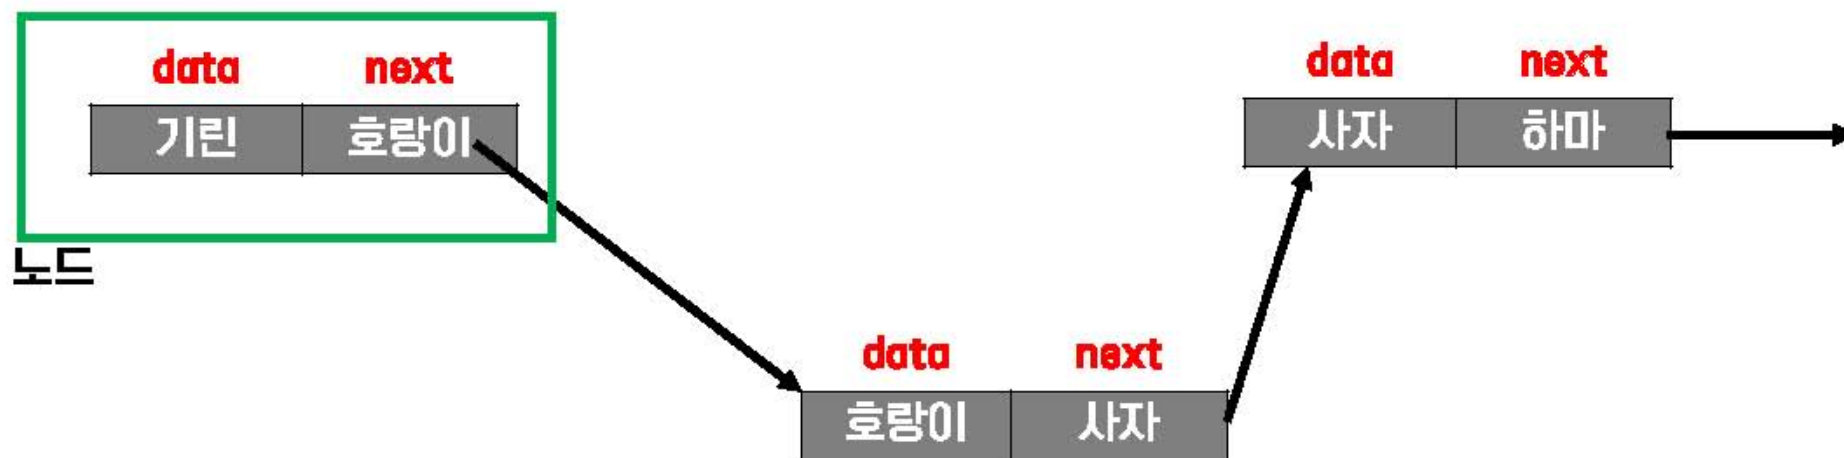 data next
기린 호랑이
노드
data next
호랑이 사자
data next
사자 하마